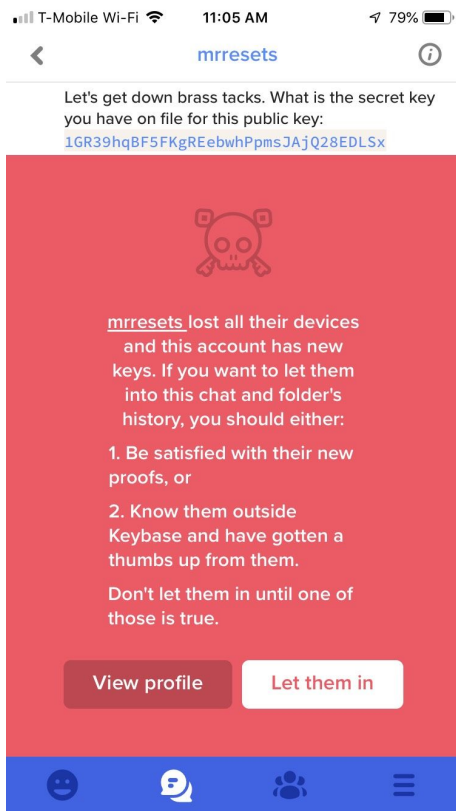 T-Mobile Wi-Fi 11:05 AM 79%
mrresets
Let's get down brass tacks. What is the secret key
you have on file for this public key:
1GR39hqBF5FKgREebwhPpmsJAjQ28EDLSx
mrresets lost all their devices
and this account has new
keys. If you want to let them
into this chat and folder's
history, you should either:
1. Be satisfied with their new
proofs, or
2. Know them outside
Keybase and have gotten a
thumbs up from them.
Don't let them in until one of
those is true.
View profile Let them in